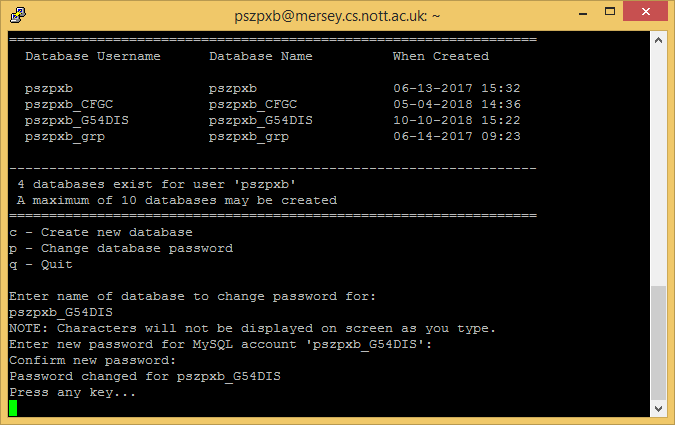 pszpxb@mersey.cs.nott.ac.uk: ~
=====================================================================
Database Username Database Name When Created
pszpxb pszpxb 06-13-2017 15:32
pszpxb_CFGC pszpxb_CFGC 05-04-2018 14:36
pszpxb_G54DIS pszpxb_G54DIS 10-10-2018 15:22
pszpxb_grp pszpxb_grp 06-14-2017 09:23
---------------------------------------------------------------------
4 databases exist for user 'pszpxb'
A maximum of 10 databases may be created
=====================================================================
c - Create new database
p - Change database password
q - Quit
Enter name of database to change password for:
pszpxb_G54DIS
NOTE: Characters will not be displayed on screen as you type.
Enter new password for MySQL account 'pszpxb_G54DIS':
Confirm new password:
Password changed for pszpxb_G54DIS
Press any key...